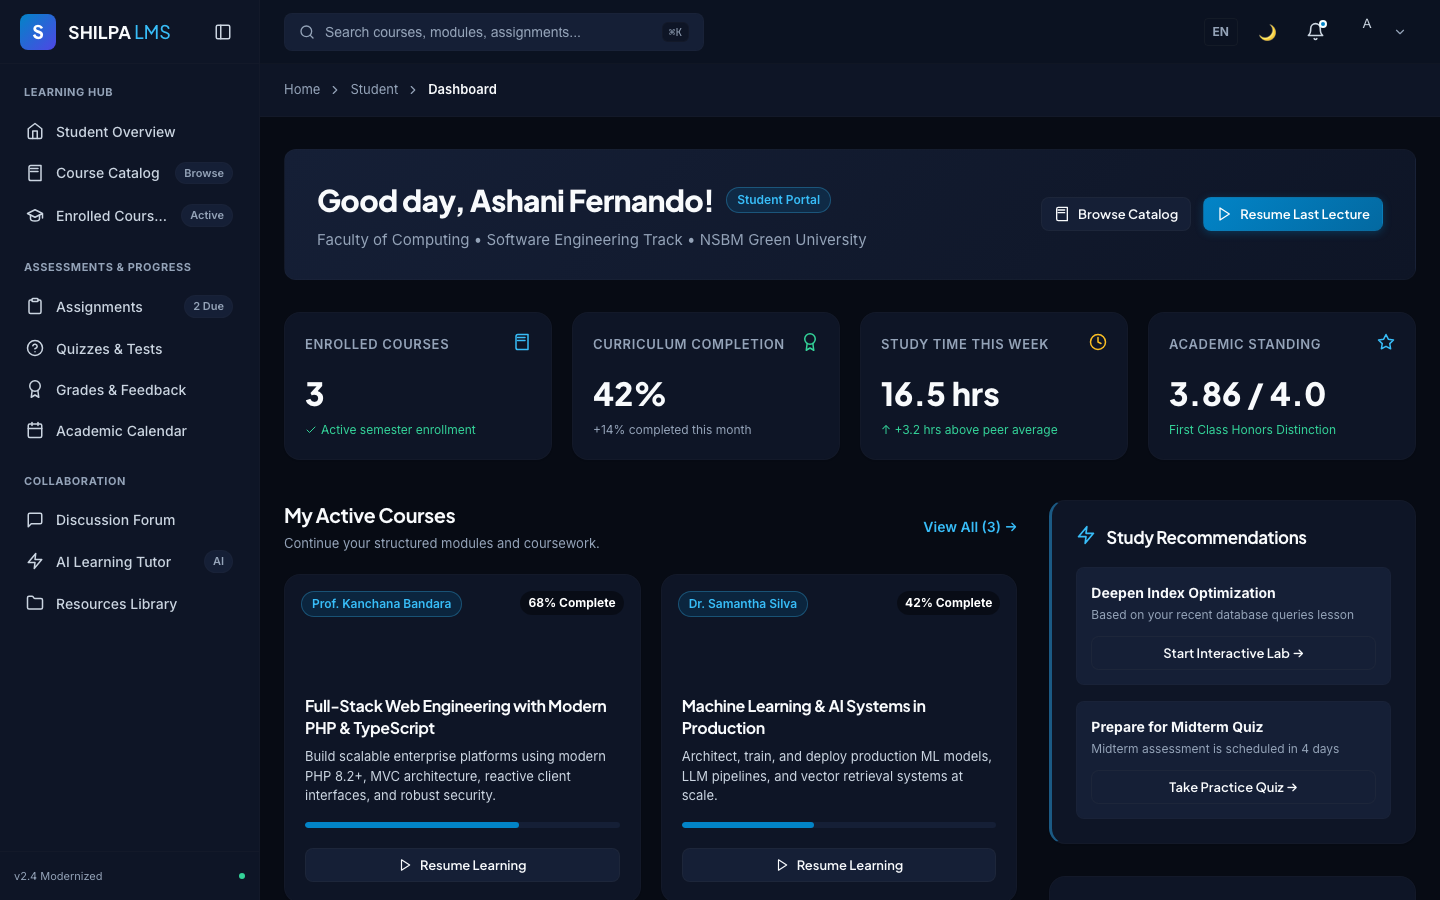 S SHILPA LMS
Search courses, modules, assignments... ⌘K
EN
A
LEARNING HUB
Student Overview
Course Catalog Browse
Enrolled Cours... Active
ASSESSMENTS & PROGRESS
Assignments 2 Due
Quizzes & Tests
Grades & Feedback
Academic Calendar
COLLABORATION
Discussion Forum
AI Learning Tutor AI
Resources Library
v2.4 Modernized
Home > Student > Dashboard
Good day, Ashani Fernando! Student Portal
Faculty of Computing • Software Engineering Track • NSBM Green University
Browse Catalog
Resume Last Lecture
ENROLLED COURSES
3
✓ Active semester enrollment
CURRICULUM COMPLETION
42%
+14% completed this month
STUDY TIME THIS WEEK
16.5 hrs
↑ +3.2 hrs above peer average
ACADEMIC STANDING
3.86 / 4.0
First Class Honors Distinction
My Active Courses
Continue your structured modules and coursework.
View All (3) →
Prof. Kanchana Bandara 68% Complete
Full-Stack Web Engineering with Modern
PHP & TypeScript
Build scalable enterprise platforms using modern
PHP 8.2+, MVC architecture, reactive client
interfaces, and robust security.
Resume Learning
Dr. Samantha Silva 42% Complete
Machine Learning & AI Systems in
Production
Architect, train, and deploy production ML models,
LLM pipelines, and vector retrieval systems at
scale.
Resume Learning
Study Recommendations
Deepen Index Optimization
Based on your recent database queries lesson
Start Interactive Lab →
Prepare for Midterm Quiz
Midterm assessment is scheduled in 4 days
Take Practice Quiz →